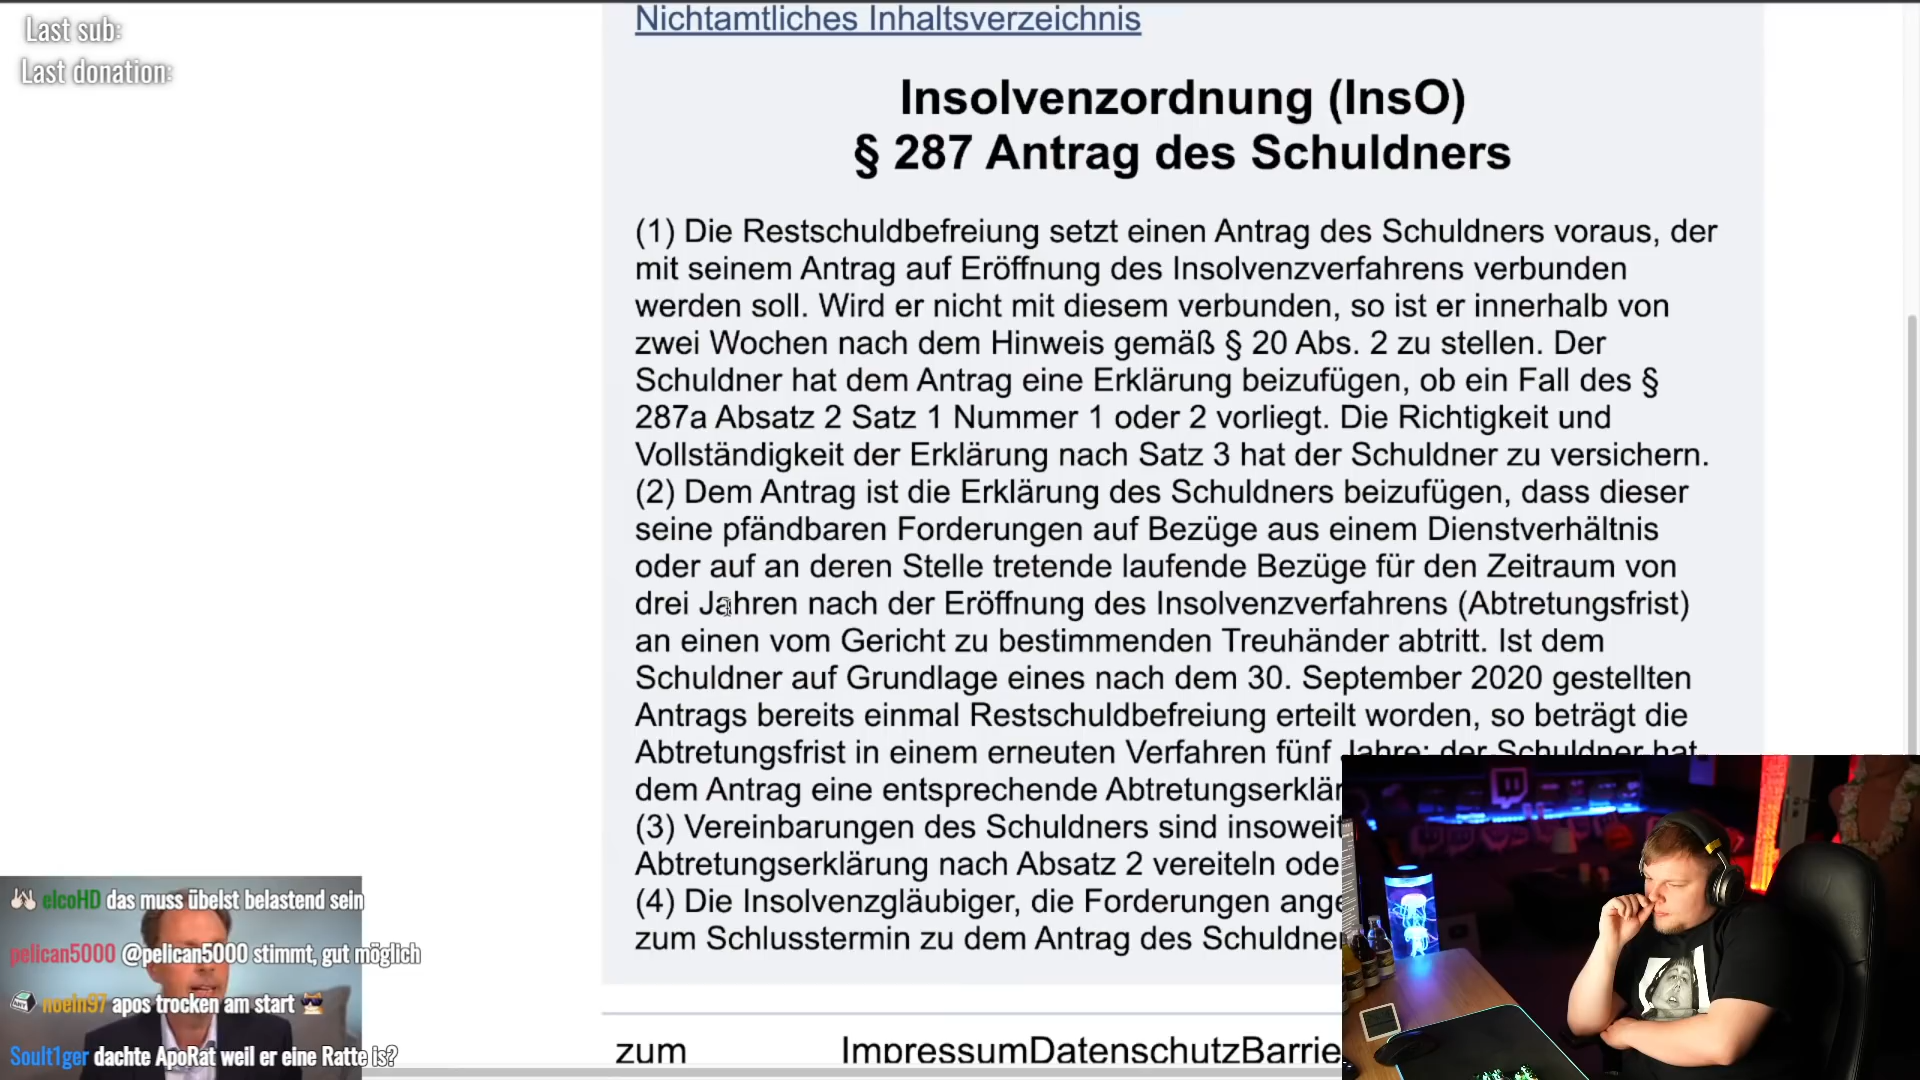 Last sub:
Last donation:
Nichtamtliches Inhaltsverzeichnis
Insolvenzordnung (InsO)
§ 287 Antrag des Schuldners
(1) Die Restschuldbefreiung setzt einen Antrag des Schuldners voraus, der
mit seinem Antrag auf Eröffnung des Insolvenzverfahrens verbunden
werden soll. Wird er nicht mit diesem verbunden, so ist er innerhalb von
zwei Wochen nach dem Hinweis gemäß § 20 Abs. 2 zu stellen. Der
Schuldner hat dem Antrag eine Erklärung beizufügen, ob ein Fall des §
287a Absatz 2 Satz 1 Nummer 1 oder 2 vorliegt. Die Richtigkeit und
Vollständigkeit der Erklärung nach Satz 3 hat der Schuldner zu versichern.
(2) Dem Antrag ist die Erklärung des Schuldners beizufügen, dass dieser
seine pfändbaren Forderungen auf Bezüge aus einem Dienstverhältnis
oder auf an deren Stelle tretende laufende Bezüge für den Zeitraum von
drei Jahren nach der Eröffnung des Insolvenzverfahrens (Abtretungsfrist)
an einen vom Gericht zu bestimmenden Treuhänder abtritt. Ist dem
Schuldner auf Grundlage eines nach dem 30. September 2020 gestellten
Antrags bereits einmal Restschuldbefreiung erteilt worden, so beträgt die
Abtretungsfrist in einem erneuten Verfahren fünf Jahre; der Schuldner hat
dem Antrag eine entsprechende Abtretungserklär
(3) Vereinbarungen des Schuldners sind insoweit
Abtretungserklärung nach Absatz 2 vereiteln ode
(4) Die Insolvenzgläubiger, die Forderungen ange
zum Schlusstermin zu dem Antrag des Schuldne
zum ImpressumDatenschutzBarrie
elcoHD das muss übelst belastend sein
pelican5000 @pelican5000 stimmt, gut möglich
noeln97 apos trocken am start
Soult1ger dachte ApoRat weil er eine Ratte is?